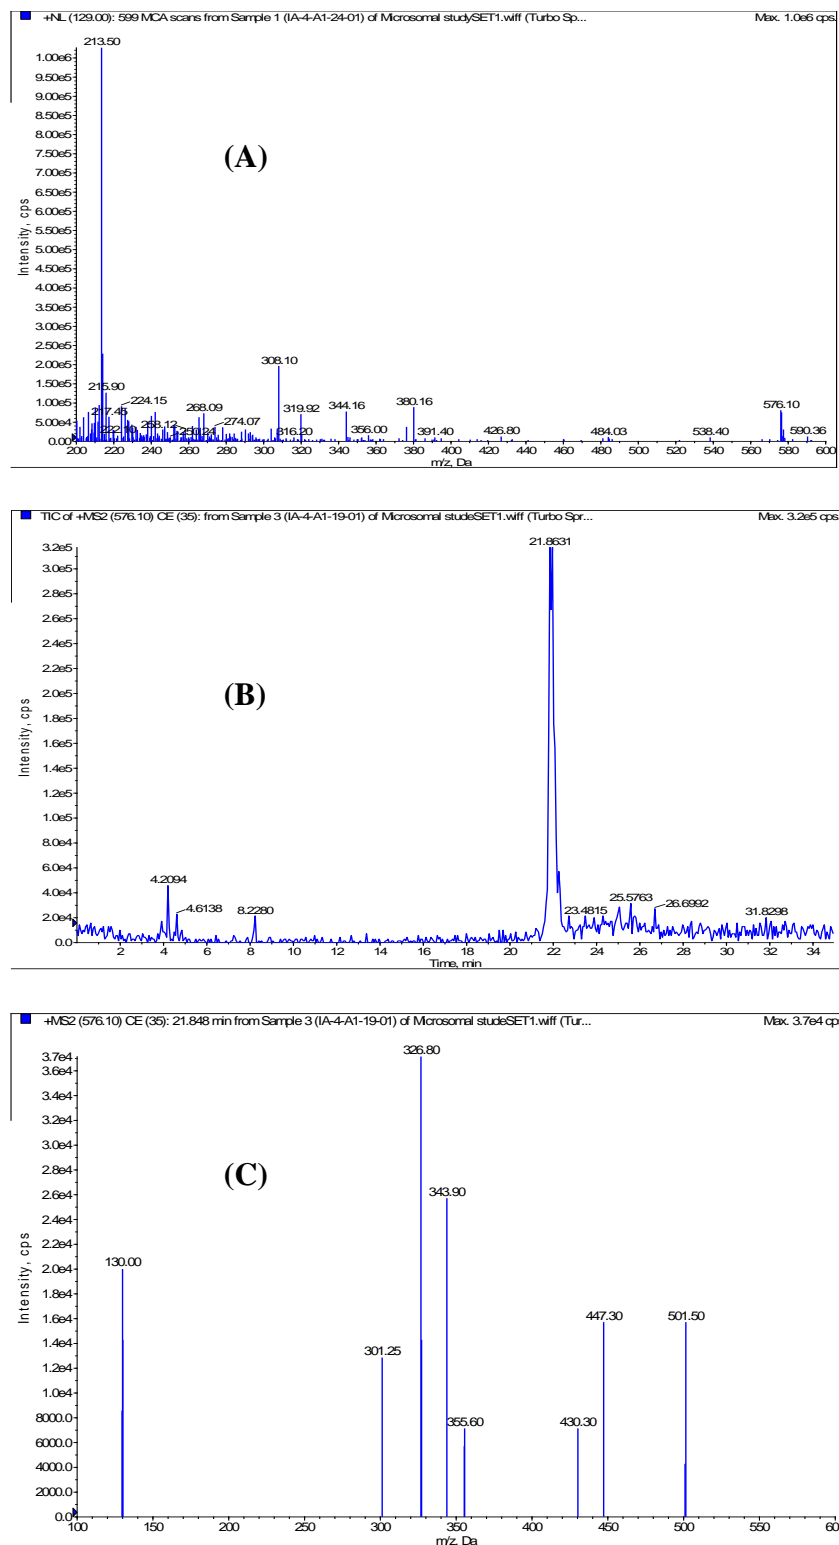 +NL (129.00): 599 MCA scans from Sample 1 (IA-4-A1-24-01) of Microsomal studySET1.wiff (Turbo Sp... Max. 1.0e6 cps.
213.50
1.00e6
9.50e5
9.00e5
8.50e5
8.00e5
7.50e5
7.00e5
6.50e5
6.00e5
5.50e5
5.00e5
4.50e5
4.00e5
3.50e5
3.00e5
2.50e5
2.00e5
1.50e5
1.00e5
5.00e4
0.00
Intensity, cps
(A)
308.10
215.90
224.15
217.45
268.09
319.92
344.16
380.16
576.10
222.10
258.12
274.07
316.20
356.00
391.40
426.80
484.03
538.40
590.36
200 220 240 260 280 300 320 340 360 380 400 420 440 460 480 500 520 540 560 580 600
m/z, Da
TIC of +MS2 (576.10) CE (35): from Sample 3 (IA-4-A1-19-01) of Microsomal studeSET1.wiff (Turbo Spr... Max. 3.2e5 cps.
21.8631
3.2e5
3.0e5
2.8e5
2.6e5
2.4e5
2.2e5
2.0e5
1.8e5
1.6e5
1.4e5
1.2e5
1.0e5
8.0e4
6.0e4
4.0e4
2.0e4
0.0
Intensity, cps
(B)
4.2094
4.6138
8.2280
23.4815
25.5763
26.6992
31.8298
2 4 6 8 10 12 14 16 18 20 22 24 26 28 30 32 34
Time, min
+MS2 (576.10) CE (35): 21.848 min from Sample 3 (IA-4-A1-19-01) of Microsomal studeSET1.wiff (Tur... Max. 3.7e4 cp
326.80
3.7e4
3.6e4
3.4e4
3.2e4
3.0e4
2.8e4
2.6e4
2.4e4
2.2e4
2.0e4
1.8e4
1.6e4
1.4e4
1.2e4
1.0e4
8000.0
6000.0
4000.0
2000.0
0.0
Intensity, cps
(C)
343.90
130.00
447.30
501.50
301.25
355.60
430.30
100 150 200 250 300 350 400 450 500 550 60
m/z, Da